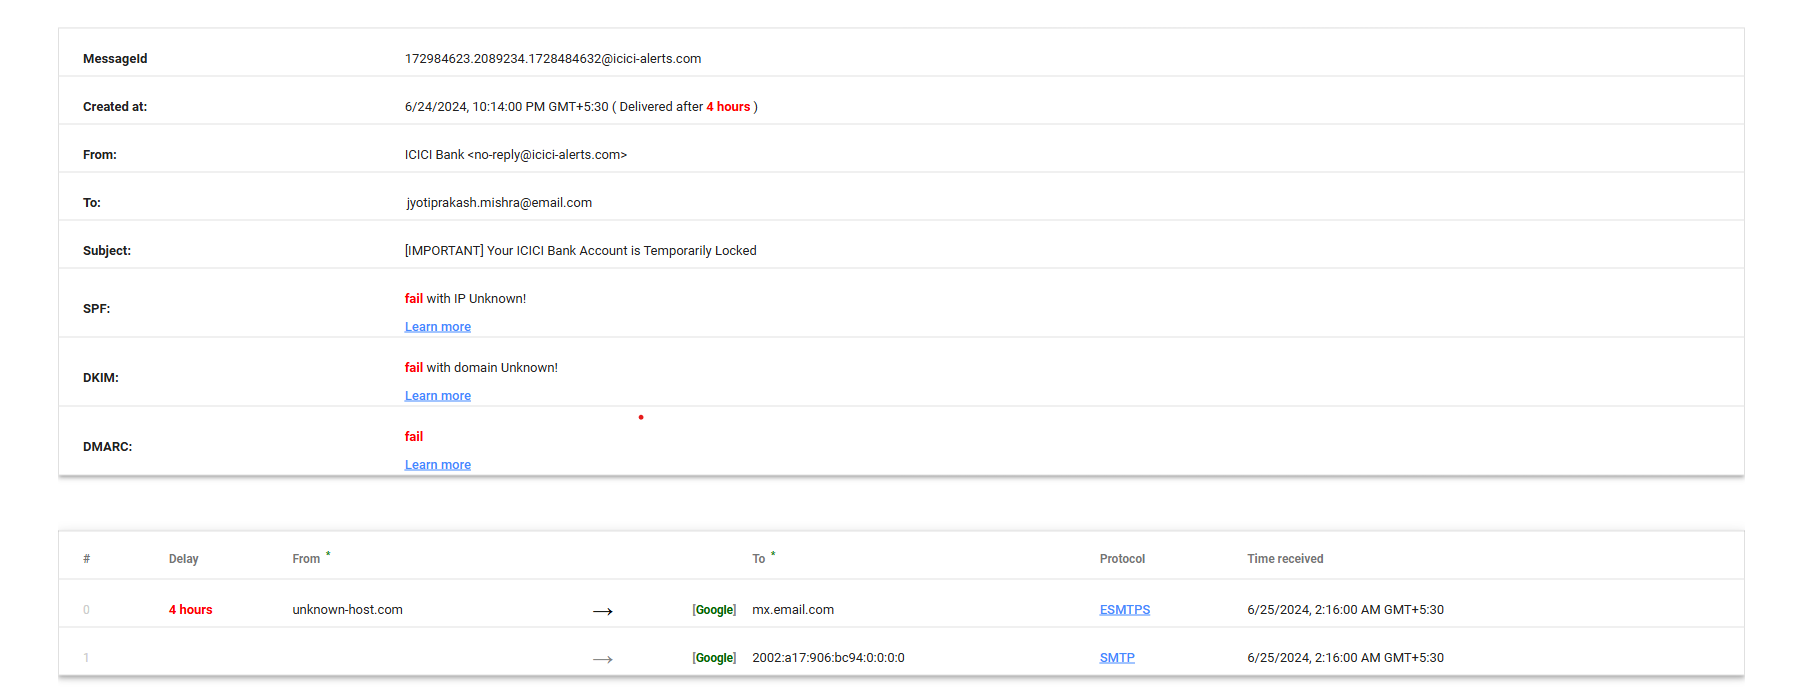 MessageId 172984623.2089234.1728484632@icici-alerts.com
Created at: 6/24/2024, 10:14:00 PM GMT+5:30 ( Delivered after 4 hours )
From: ICICI Bank <no-reply@icici-alerts.com>
To: jyotiprakash.mishra@email.com
Subject: [IMPORTANT] Your ICICI Bank Account is Temporarily Locked
SPF: fail with IP Unknown!
Learn more
DKIM: fail with domain Unknown!
Learn more
DMARC: fail
Learn more
# Delay From * To * Protocol Time received
0 4 hours unknown-host.com → [Google] mx.email.com ESMTPS 6/25/2024, 2:16:00 AM GMT+5:30
1 → [Google] 2002:a17:906:bc94:0:0:0:0 SMTP 6/25/2024, 2:16:00 AM GMT+5:30